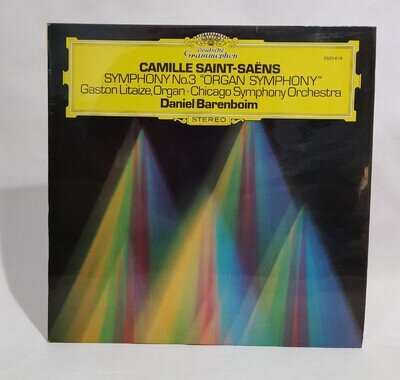 Deutsche
Grammophon
2530 619
CAMILLE SAINT-SAËNS
SYMPHONY No.3 "ORGAN SYMPHONY"
Gaston Litaize, Organ · Chicago Symphony Orchestra
Daniel Barenboim
STEREO